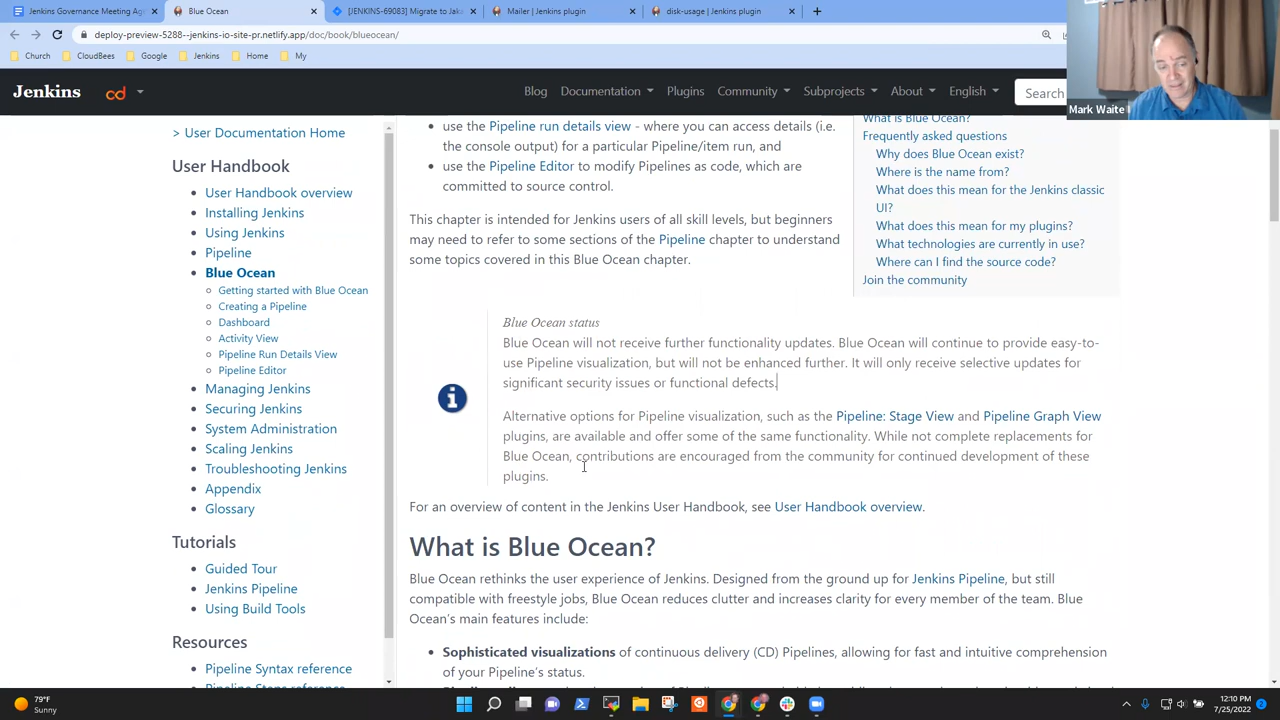 Jenkins Governance Meeting Ag
Blue Ocean
[JENKINS-69083] Migrate to Jak
Mailer | Jenkins plugin
disk-usage | Jenkins plugin
deploy-preview-5288--jenkins-io-site-pr.netlify.app/doc/book/blueocean/
Church
CloudBees
Google
Jenkins
Home
My
Mark Waite
Jenkins
cd
Blog
Documentation
Plugins
Community
Subprojects
About
English
Search
> User Documentation Home
User Handbook
User Handbook overview
Installing Jenkins
Using Jenkins
Pipeline
Blue Ocean
Getting started with Blue Ocean
Creating a Pipeline
Dashboard
Activity View
Pipeline Run Details View
Pipeline Editor
Managing Jenkins
Securing Jenkins
System Administration
Scaling Jenkins
Troubleshooting Jenkins
Appendix
Glossary
Tutorials
Guided Tour
Jenkins Pipeline
Using Build Tools
Resources
Pipeline Syntax reference
Pipeline Steps reference
use the Pipeline run details view - where you can access details (i.e.
the console output) for a particular Pipeline/item run, and
use the Pipeline Editor to modify Pipelines as code, which are
committed to source control.
This chapter is intended for Jenkins users of all skill levels, but beginners
may need to refer to some sections of the Pipeline chapter to understand
some topics covered in this Blue Ocean chapter.
What is Blue Ocean?
Frequently asked questions
Why does Blue Ocean exist?
Where is the name from?
What does this mean for the Jenkins classic
UI?
What does this mean for my plugins?
What technologies are currently in use?
Where can I find the source code?
Join the community
Blue Ocean status
Blue Ocean will not receive further functionality updates. Blue Ocean will continue to provide easy-to-
use Pipeline visualization, but will not be enhanced further. It will only receive selective updates for
significant security issues or functional defects.
Alternative options for Pipeline visualization, such as the Pipeline: Stage View and Pipeline Graph View
plugins, are available and offer some of the same functionality. While not complete replacements for
Blue Ocean, contributions are encouraged from the community for continued development of these
plugins.
For an overview of content in the Jenkins User Handbook, see User Handbook overview.
What is Blue Ocean?
Blue Ocean rethinks the user experience of Jenkins. Designed from the ground up for Jenkins Pipeline, but still
compatible with freestyle jobs, Blue Ocean reduces clutter and increases clarity for every member of the team. Blue
Ocean's main features include:
Sophisticated visualizations of continuous delivery (CD) Pipelines, allowing for fast and intuitive comprehension
of your Pipeline's status.
79°F
Sunny
12:10 PM
7/25/2022